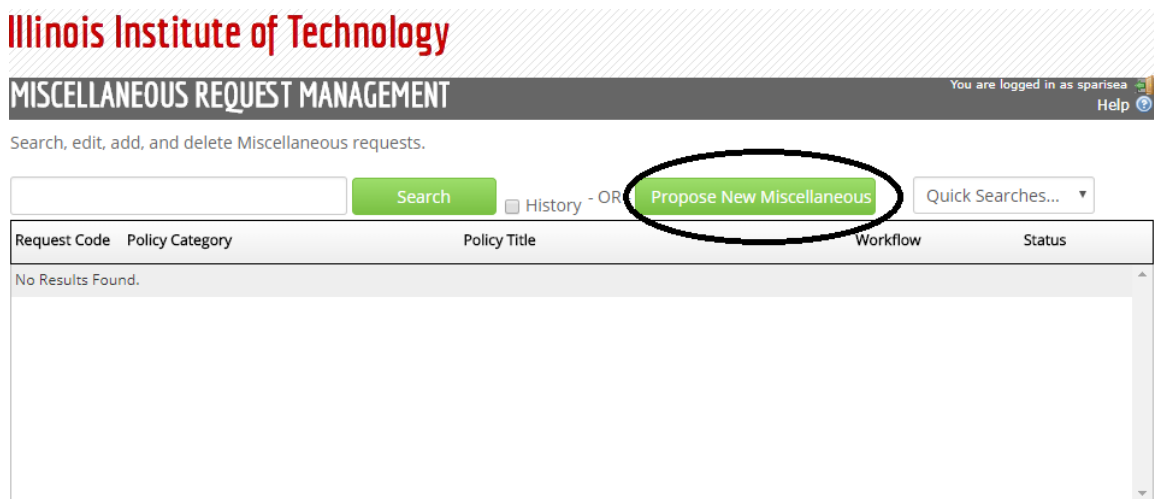 Illinois Institute of Technology
MISCELLANEOUS REQUEST MANAGEMENT
You are logged in as sparisea
Help
Search, edit, add, and delete Miscellaneous requests.
Search History - OR Propose New Miscellaneous Quick Searches...
Request Code Policy Category Policy Title Workflow Status
No Results Found.